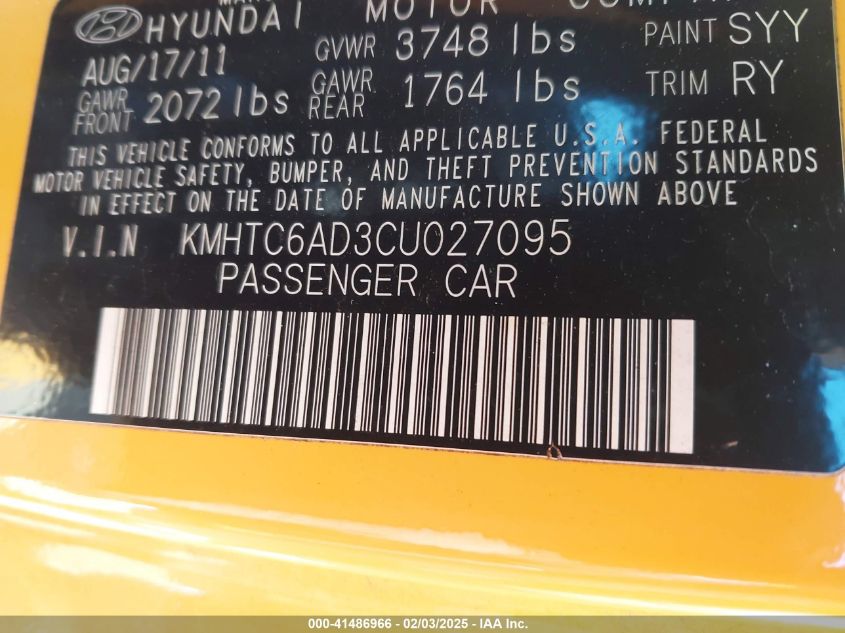 HYUNDAI MOTOR
AUG/17/11 GVWR 3748 lbs PAINT SYY
GAWR FRONT 2072 lbs GAWR REAR 1764 lbs TRIM RY
THIS VEHICLE CONFORMS TO ALL APPLICABLE U.S.A. FEDERAL
MOTOR VEHICLE SAFETY, BUMPER, AND THEFT PREVENTION STANDARDS
IN EFFECT ON THE DATE OF MANUFACTURE SHOWN ABOVE
V.I.N KMHTC6AD3CU027095
PASSENGER CAR
000-41486966 - 02/03/2025 - IAA Inc.